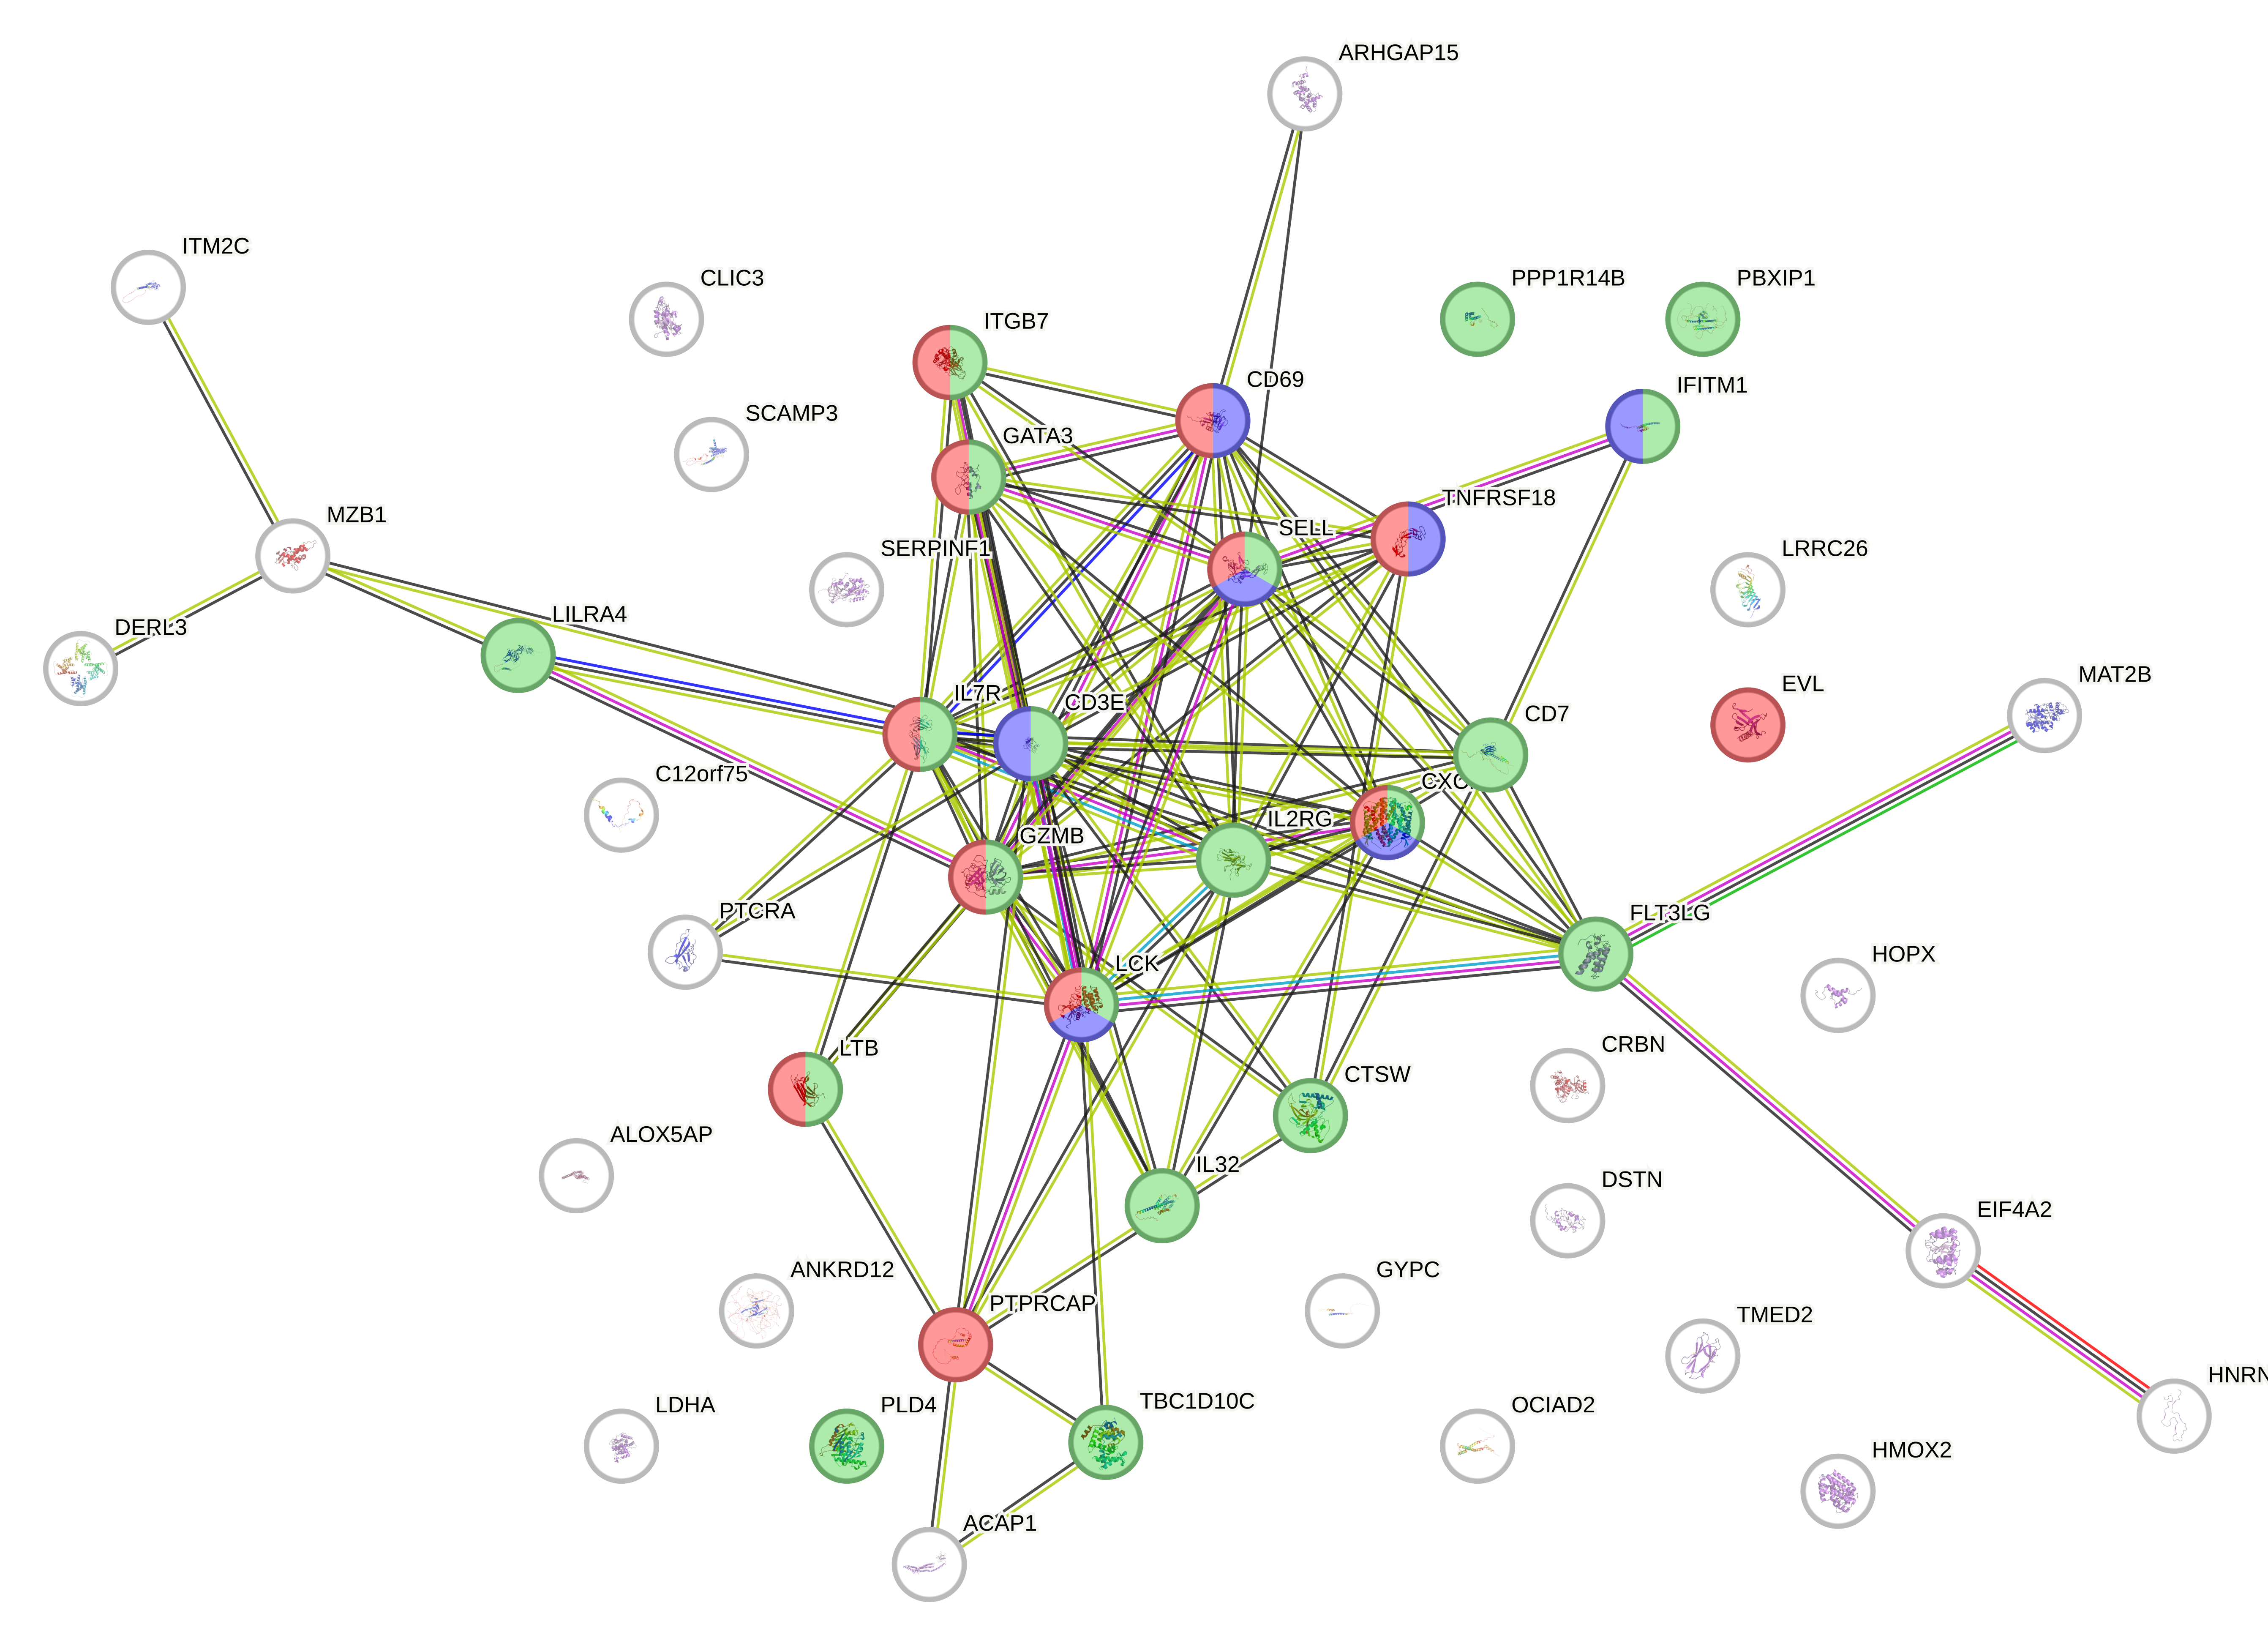 ARHGAP15
ITM2C
CLIC3
PPP1R14B
PBXIP1
ITGB7
CD69
IFITM1
SCAMP3
GATA3
TNFRSF18
MZB1
SELL
SERPINF1
LRRC26
DERL3
LILRA4
MAT2B
EVL
IL7R
CD3E
CD7
C12orf75
CXC
IL2RG
GZMB
PTCRA
FLT3LG
HOPX
LCK
CRBN
LTB
CTSW
ALOX5AP
IL32
DSTN
EIF4A2
ANKRD12
GYPC
PTPRCAP
TMED2
HNRN
LDHA
PLD4
TBC1D10C
OCIAD2
HMOX2
ACAP1